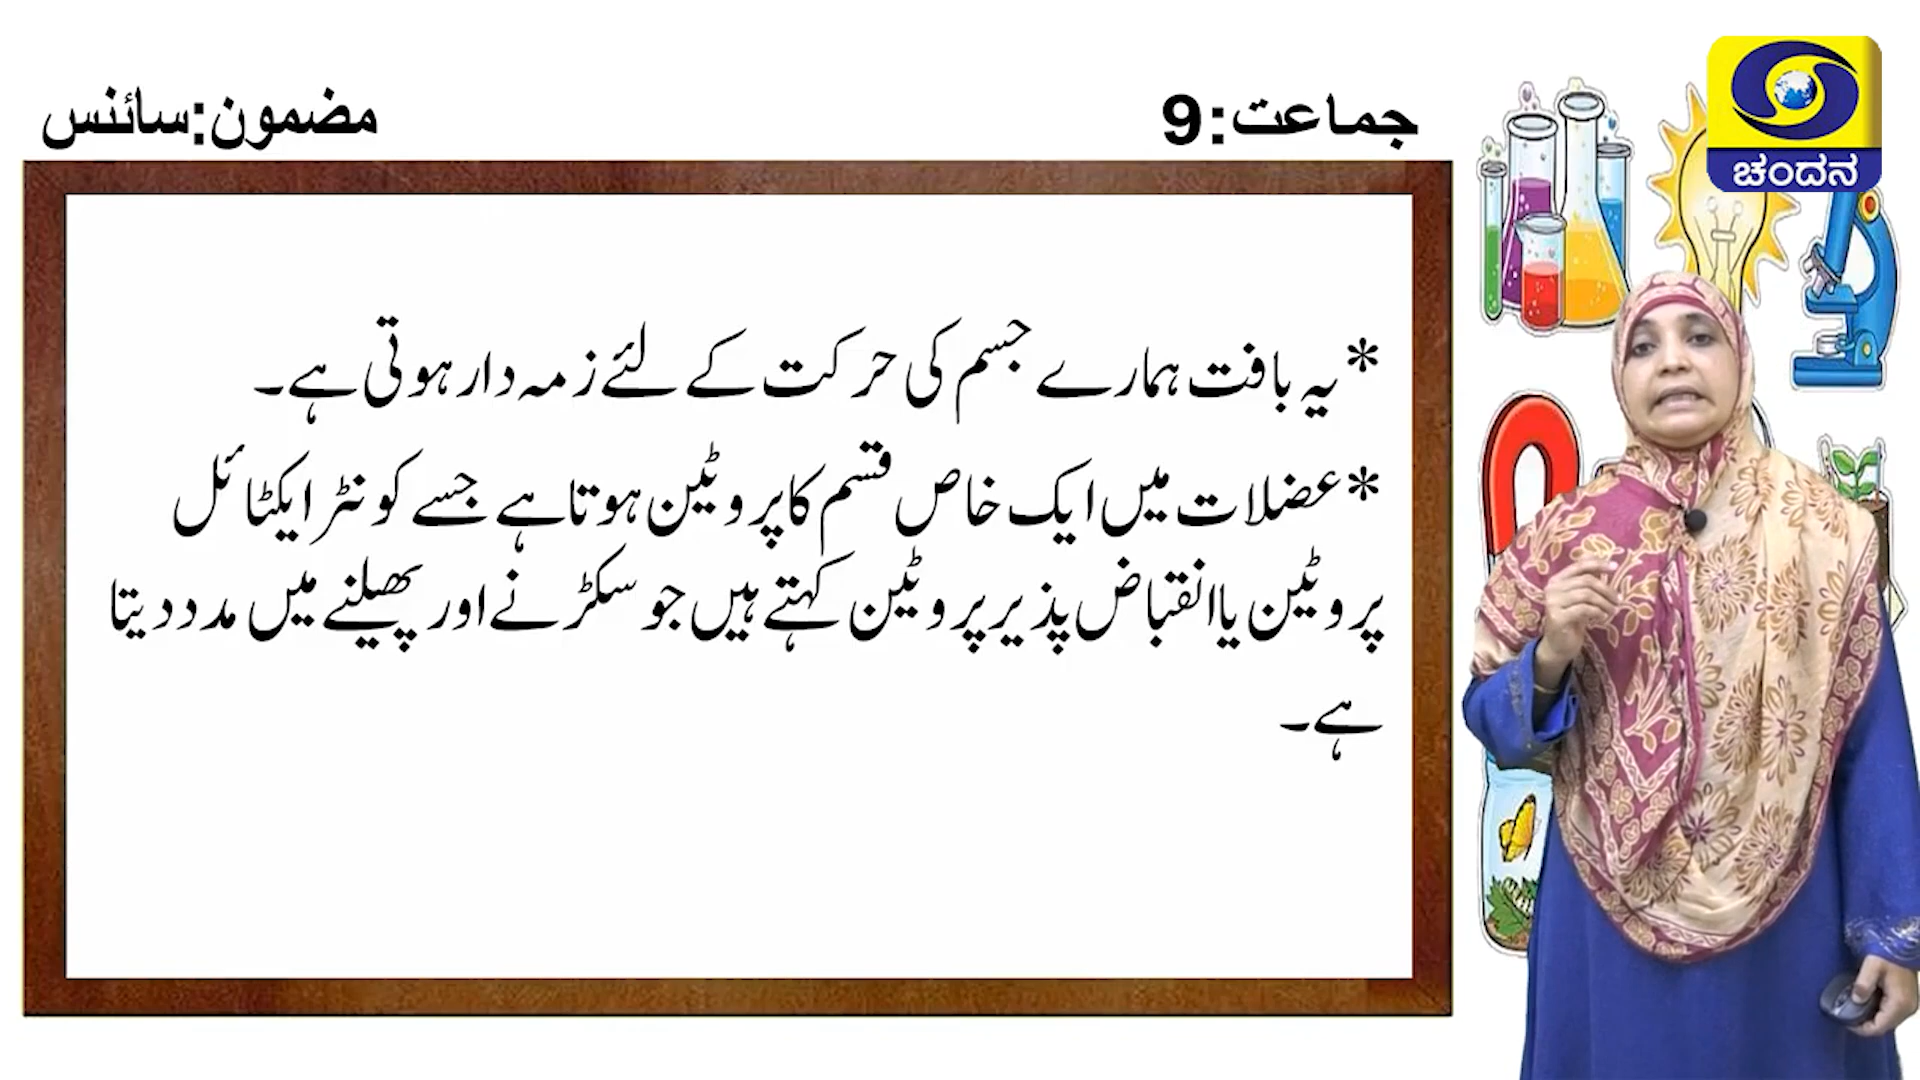 جماعت:9
مضمون:سائنس
ಚಂದನ
*یہ بافت ہمارے جسم کی حرکت کے لئے زمہ دار ہوتی ہے۔
*عضلات میں ایک خاص قسم کا پروٹین ہوتا ہے جسے کونٹر ایکٹائل
پروٹین یا انقباض پذیر پروٹین کہتے ہیں جو سکڑنے اور پھیلنے میں مدد دیتا
ہے۔